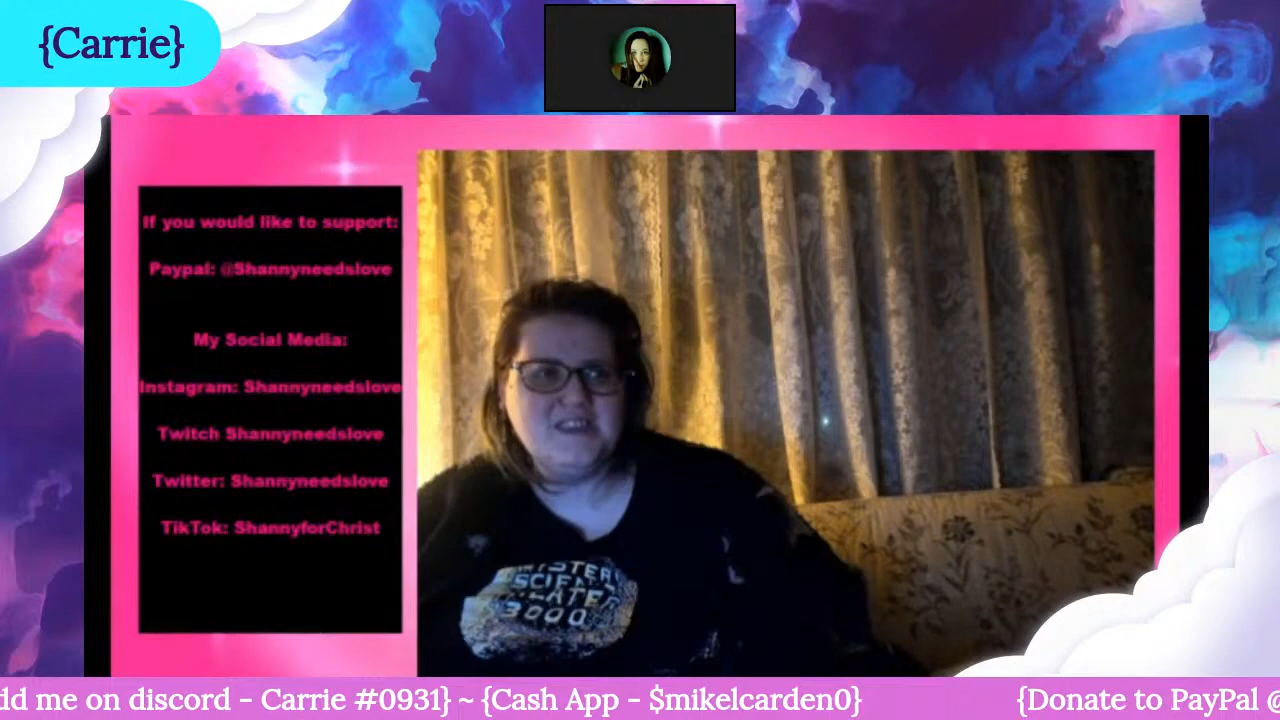 {Carrie}
If you would like to support:
Paypal: @Shannyneedslove
My Social Media:
Instagram: Shannyneedslove
Twitch Shannyneedslove
Twitter: Shannyneedslove
TikTok: ShannyforChrist
MYSTERY
SCIENCE
THEATER
3000
dd me on discord - Carrie #0931} ~ {Cash App - $mikelcarden0} {Donate to PayPal @